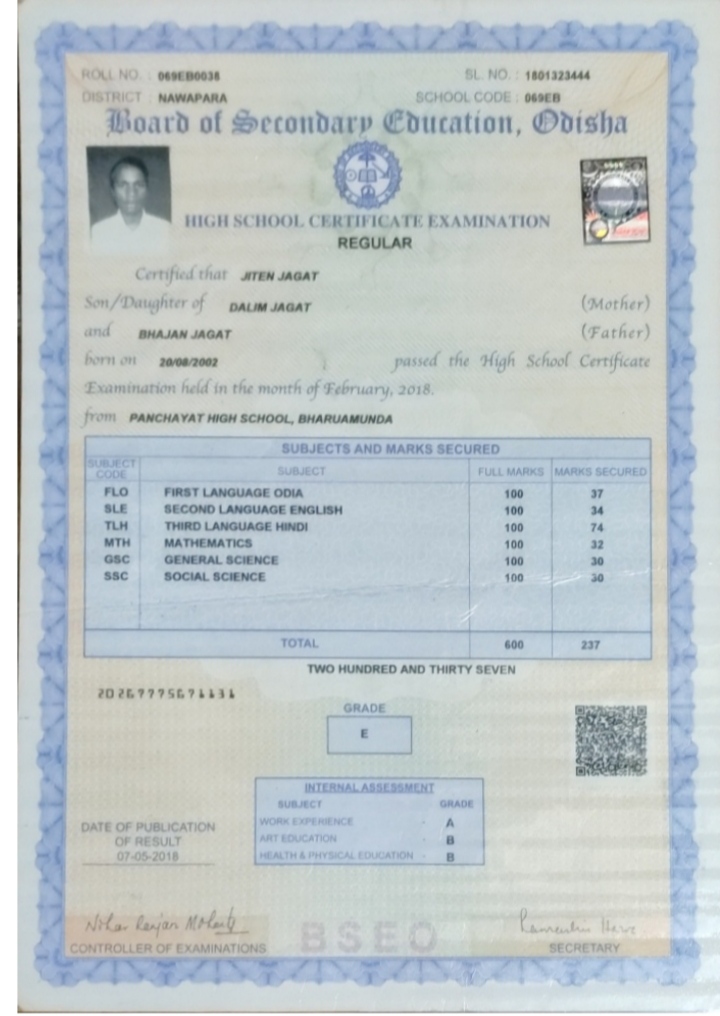 ROLL NO. : 069EB0038 SL. NO. : 1801323444
DISTRICT : NAWAPARA SCHOOL CODE : 069EB
Board of Secondary Education, Odisha
HIGH SCHOOL CERTIFICATE EXAMINATION
REGULAR
Certified that JITEN JAGAT
Son/Daughter of DALIM JAGAT (Mother)
and BHAJAN JAGAT (Father)
born on 20/08/2002 passed the High School Certificate
Examination held in the month of February, 2018.
from PANCHAYAT HIGH SCHOOL, BHARUAMUNDA
SUBJECTS AND MARKS SECURED
SUBJECT CODE SUBJECT FULL MARKS MARKS SECURED
FLO FIRST LANGUAGE ODIA 100 37
SLE SECOND LANGUAGE ENGLISH 100 34
TLH THIRD LANGUAGE HINDI 100 74
MTH MATHEMATICS 100 32
GSC GENERAL SCIENCE 100 30
SSC SOCIAL SCIENCE 100 30
TOTAL 600 237
TWO HUNDRED AND THIRTY SEVEN
GRADE
E
INTERNAL ASSESSMENT
SUBJECT GRADE
WORK EXPERIENCE - A
ART EDUCATION - B
HEALTH & PHYSICAL EDUCATION - B
DATE OF PUBLICATION
OF RESULT
07-05-2018
Nihar Ranjan Mohanty
CONTROLLER OF EXAMINATIONS
BSEO
SECRETARY